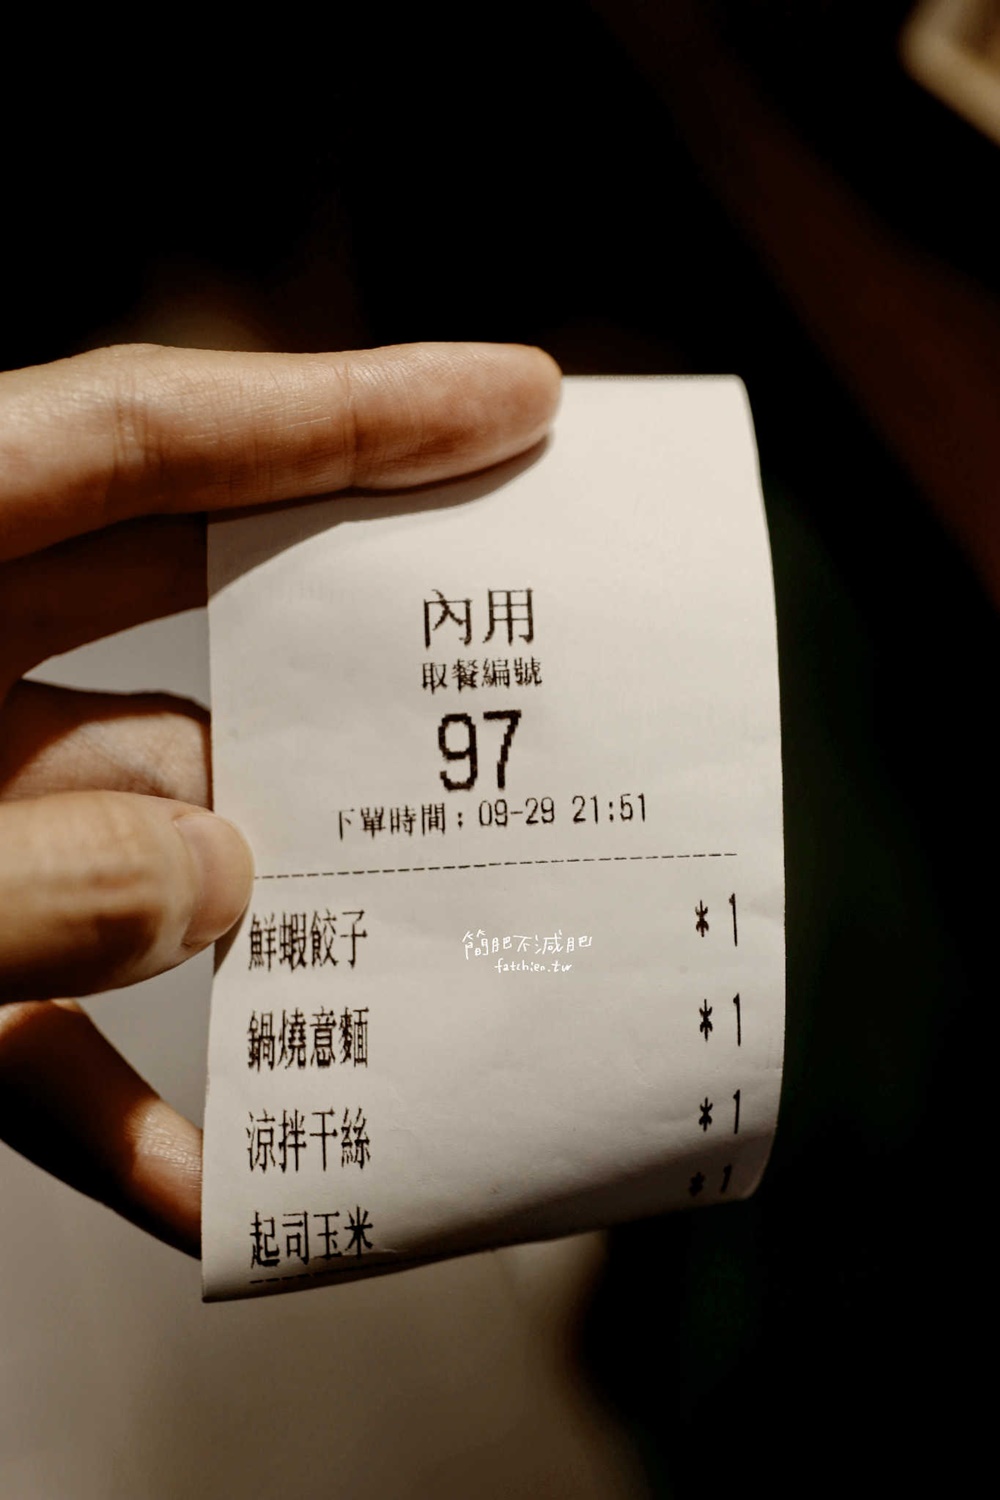 內用
取餐編號
97
下單時間：09-29 21:51
鮮蝦餃子 * 1
鍋燒意麵 * 1
涼拌干絲 * 1
起司玉米 * 1
簡肥不減肥
fatchien.tw